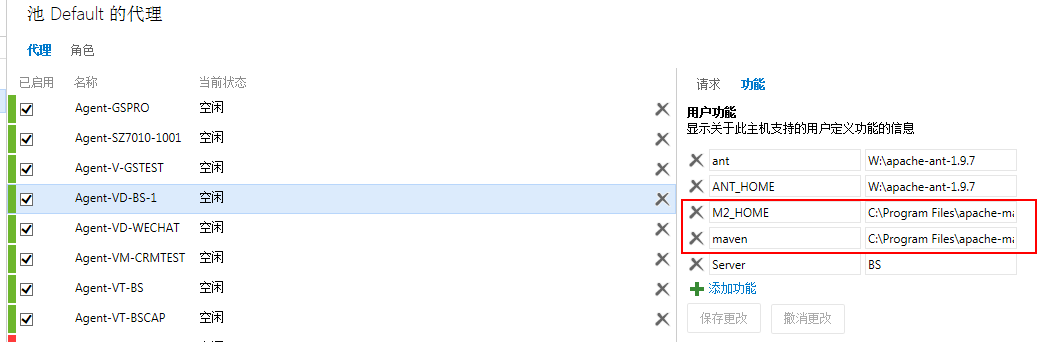 池 Default 的代理
代理 角色
已启用 名称 当前状态
Agent-GSPRO 空闲
Agent-SZ7010-1001 空闲
Agent-V-GSTEST 空闲
Agent-VD-BS-1 空闲
Agent-VD-WECHAT 空闲
Agent-VM-CRMTEST 空闲
Agent-VT-BS 空闲
Agent-VT-BSCAP 空闲
请求 功能
用户功能
显示关于此主机支持的用户定义功能的信息
ant W:\apache-ant-1.9.7
ANT_HOME W:\apache-ant-1.9.7
M2_HOME C:\Program Files\apache-ma
maven C:\Program Files\apache-ma
Server BS
添加功能
保存更改 撤消更改